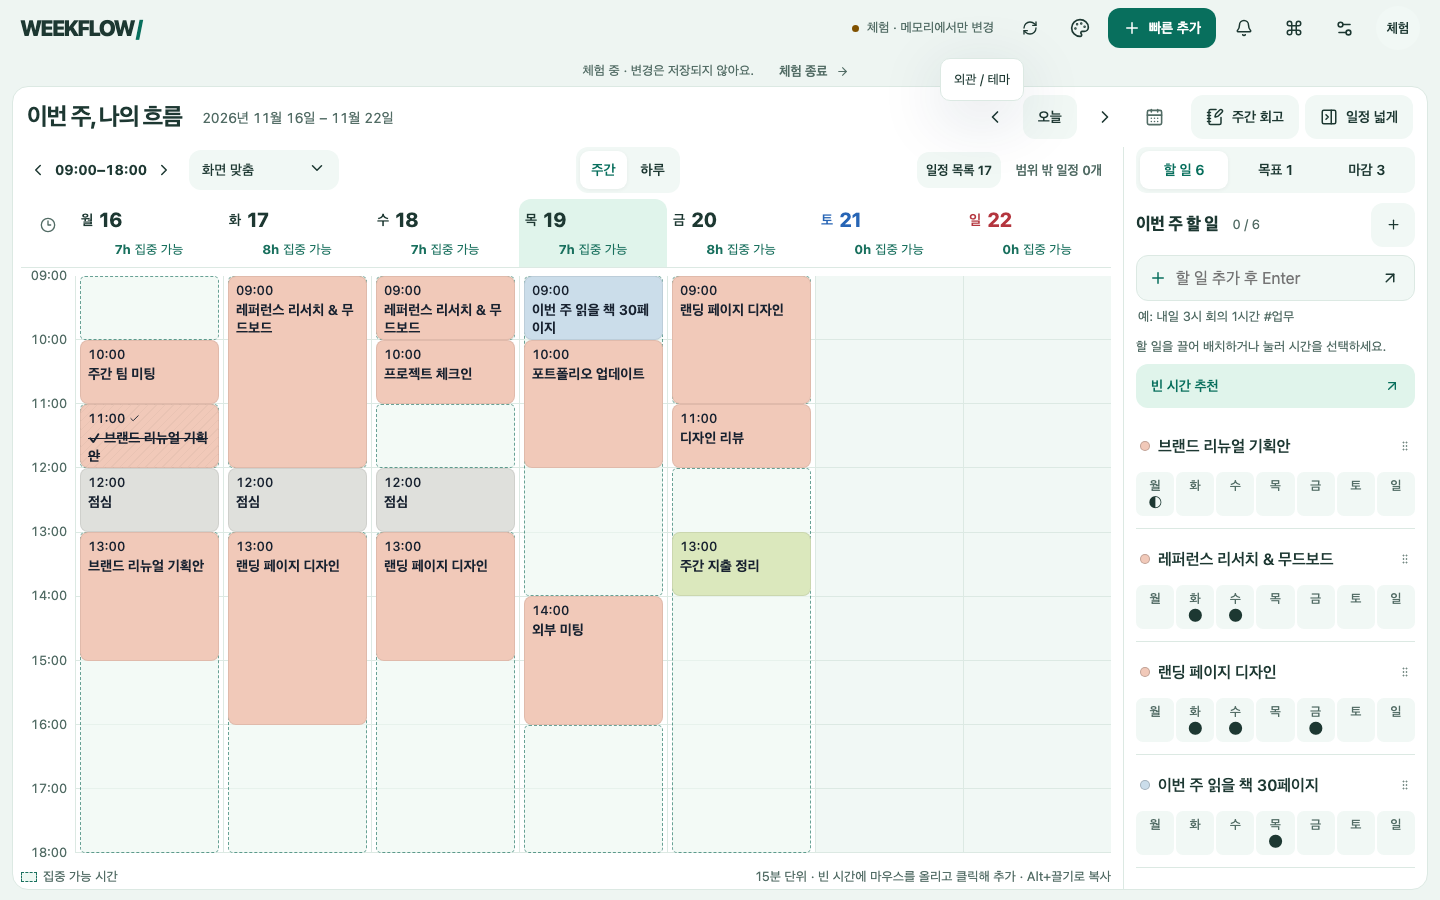 WEEKFLOW/
체험 · 메모리에서만 변경
빠른 추가
체험
체험 중 · 변경은 저장되지 않아요.
체험 종료 →
외관 / 테마
이번 주, 나의 흐름
2026년 11월 16일 – 11월 22일
오늘
주간 회고
일정 넓게
09:00–18:00
화면 맞춤
주간
하루
일정 목록 17
범위 밖 일정 0개
할 일 6
목표 1
마감 3
월 16
7h 집중 가능
화 17
8h 집중 가능
수 18
7h 집중 가능
목 19
7h 집중 가능
금 20
8h 집중 가능
토 21
0h 집중 가능
일 22
0h 집중 가능
09:00
10:00
11:00
12:00
13:00
14:00
15:00
16:00
17:00
18:00
10:00
주간 팀 미팅
11:00 ✓
✓ 브랜드 리뉴얼 기획
안
12:00
점심
13:00
브랜드 리뉴얼 기획안
09:00
레퍼런스 리서치 & 무
드보드
12:00
점심
13:00
랜딩 페이지 디자인
09:00
레퍼런스 리서치 & 무
드보드
10:00
프로젝트 체크인
12:00
점심
13:00
랜딩 페이지 디자인
09:00
이번 주 읽을 책 30페
이지
10:00
포트폴리오 업데이트
14:00
외부 미팅
09:00
랜딩 페이지 디자인
11:00
디자인 리뷰
13:00
주간 지출 정리
집중 가능 시간
15분 단위 · 빈 시간에 마우스를 올리고 클릭해 추가 · Alt+끌기로 복사
이번 주 할 일
0 / 6
할 일 추가 후 Enter
예: 내일 3시 회의 1시간 #업무
할 일을 끌어 배치하거나 눌러 시간을 선택하세요.
빈 시간 추천
브랜드 리뉴얼 기획안
월 화 수 목 금 토 일
레퍼런스 리서치 & 무드보드
월 화 수 목 금 토 일
랜딩 페이지 디자인
월 화 수 목 금 토 일
이번 주 읽을 책 30페이지
월 화 수 목 금 토 일